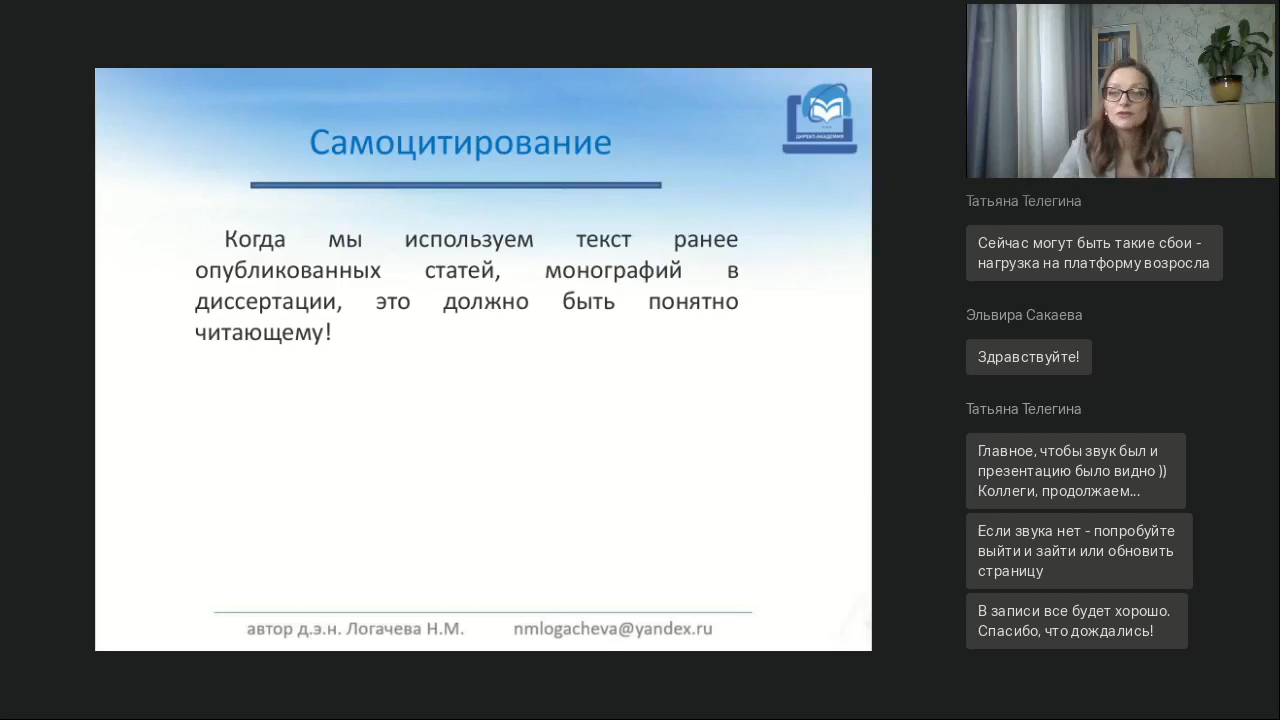 Самоцитирование
Когда мы используем текст ранее
опубликованных статей, монографий в
диссертации, это должно быть понятно
читающему!
автор д.э.н. Логачева Н.М. nmlogacheva@yandex.ru
ДИРЕКТ-АКАДЕМИЯ
Татьяна Телегина
Сейчас могут быть такие сбои -
нагрузка на платформу возросла
Эльвира Сакаева
Здравствуйте!
Татьяна Телегина
Главное, чтобы звук был и
презентацию было видно ))
Коллеги, продолжаем...
Если звука нет - попробуйте
выйти и зайти или обновить
страницу
В записи все будет хорошо.
Спасибо, что дождались!